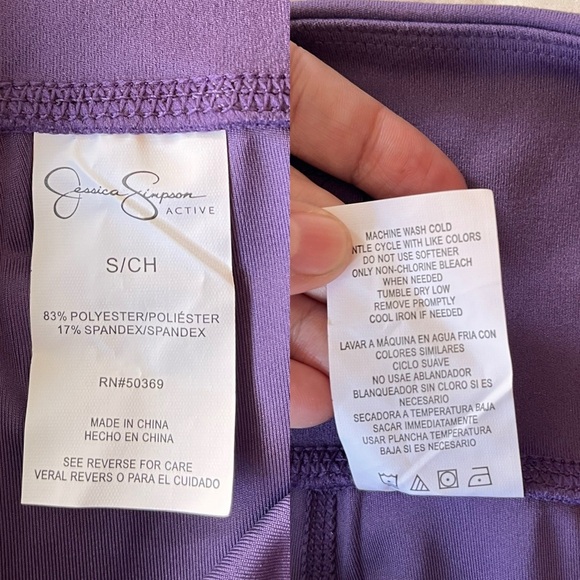 Jessica Simpson
ACTIVE
S/CH
83% POLYESTER/POLIÉSTER
17% SPANDEX/SPANDEX
RN#50369
MADE IN CHINA
HECHO EN CHINA
SEE REVERSE FOR CARE
VERAL REVERS O PARA EL CUIDADO
MACHINE WASH COLD
NTLE CYCLE WITH LIKE COLORS
DO NOT USE SOFTENER
ONLY NON-CHLORINE BLEACH
WHEN NEEDED
TUMBLE DRY LOW
REMOVE PROMPTLY
COOL IRON IF NEEDED
LAVAR A MÁQUINA EN AGUA FRIA CON
COLORES SIMILARES
CICLO SUAVE
NO USAE ABLANDADOR
BLANQUEADOR SIN CLORO SI ES
NECESARIO
SECADORA A TEMPERATURA BAJA
SACAR IMMEDIATAMENTE
USAR PLANCHA TEMPERATURA
BAJA SI ES NECESARIO